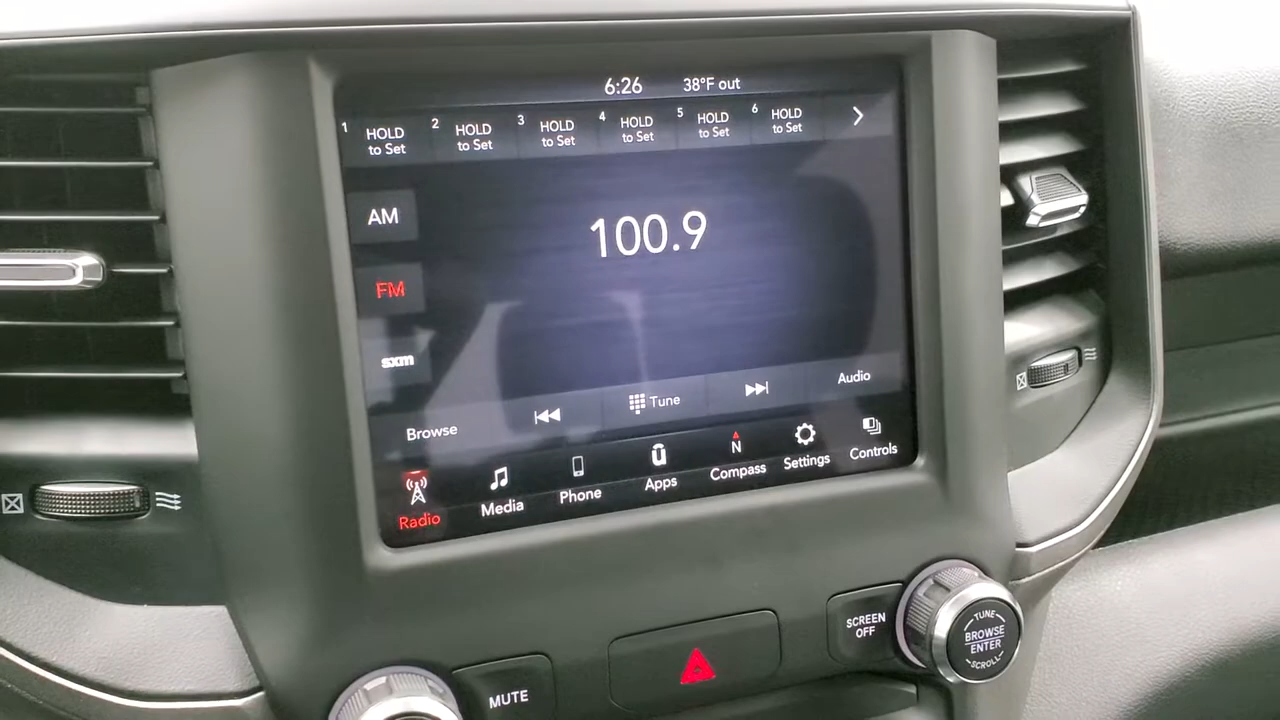 6:26 38°F out
1 HOLD to Set
2 HOLD to Set
3 HOLD to Set
4 HOLD to Set
5 HOLD to Set
6 HOLD to Set
AM
100.9
FM
sxm
Browse
Tune
Audio
Radio
Media
Phone
Apps
N
Compass
Settings
Controls
MUTE
SCREEN
OFF
TUNE
BROWSE
ENTER
SCROLL